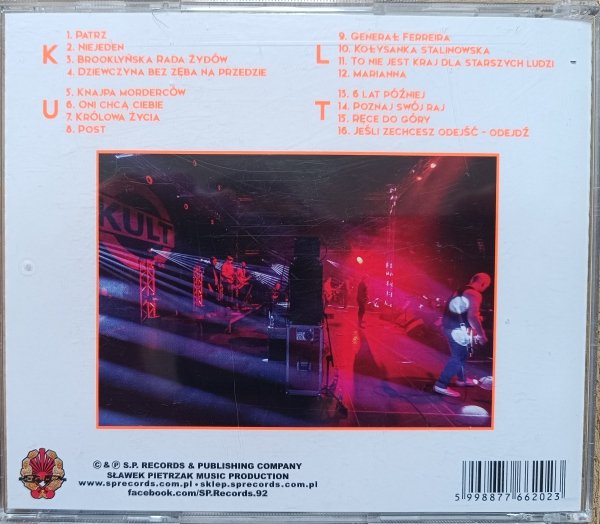 K
1. Patrz
2. Niejeden
3. Brooklyńska Rada Żydów
4. Dziewczyna bez zęba na przedzie
U
5. Knajpa morderców
6. Oni chcą Ciebie
7. Królowa Życia
8. Post
L
9. Generał Ferreira
10. Kołysanka stalinowska
11. To nie jest kraj dla starszych ludzi
12. Marianna
T
13. 6 lat później
14. Poznaj swój raj
15. Ręce do góry
16. Jeśli zechcesz odejść - odejdź
KULT
© & ℗ S.P. RECORDS & PUBLISHING COMPANY
SŁAWEK PIETRZAK MUSIC PRODUCTION
www.sprecords.com.pl • sklep.sprecords.com.pl
facebook.com/SP.Records.92
5 998877 662023